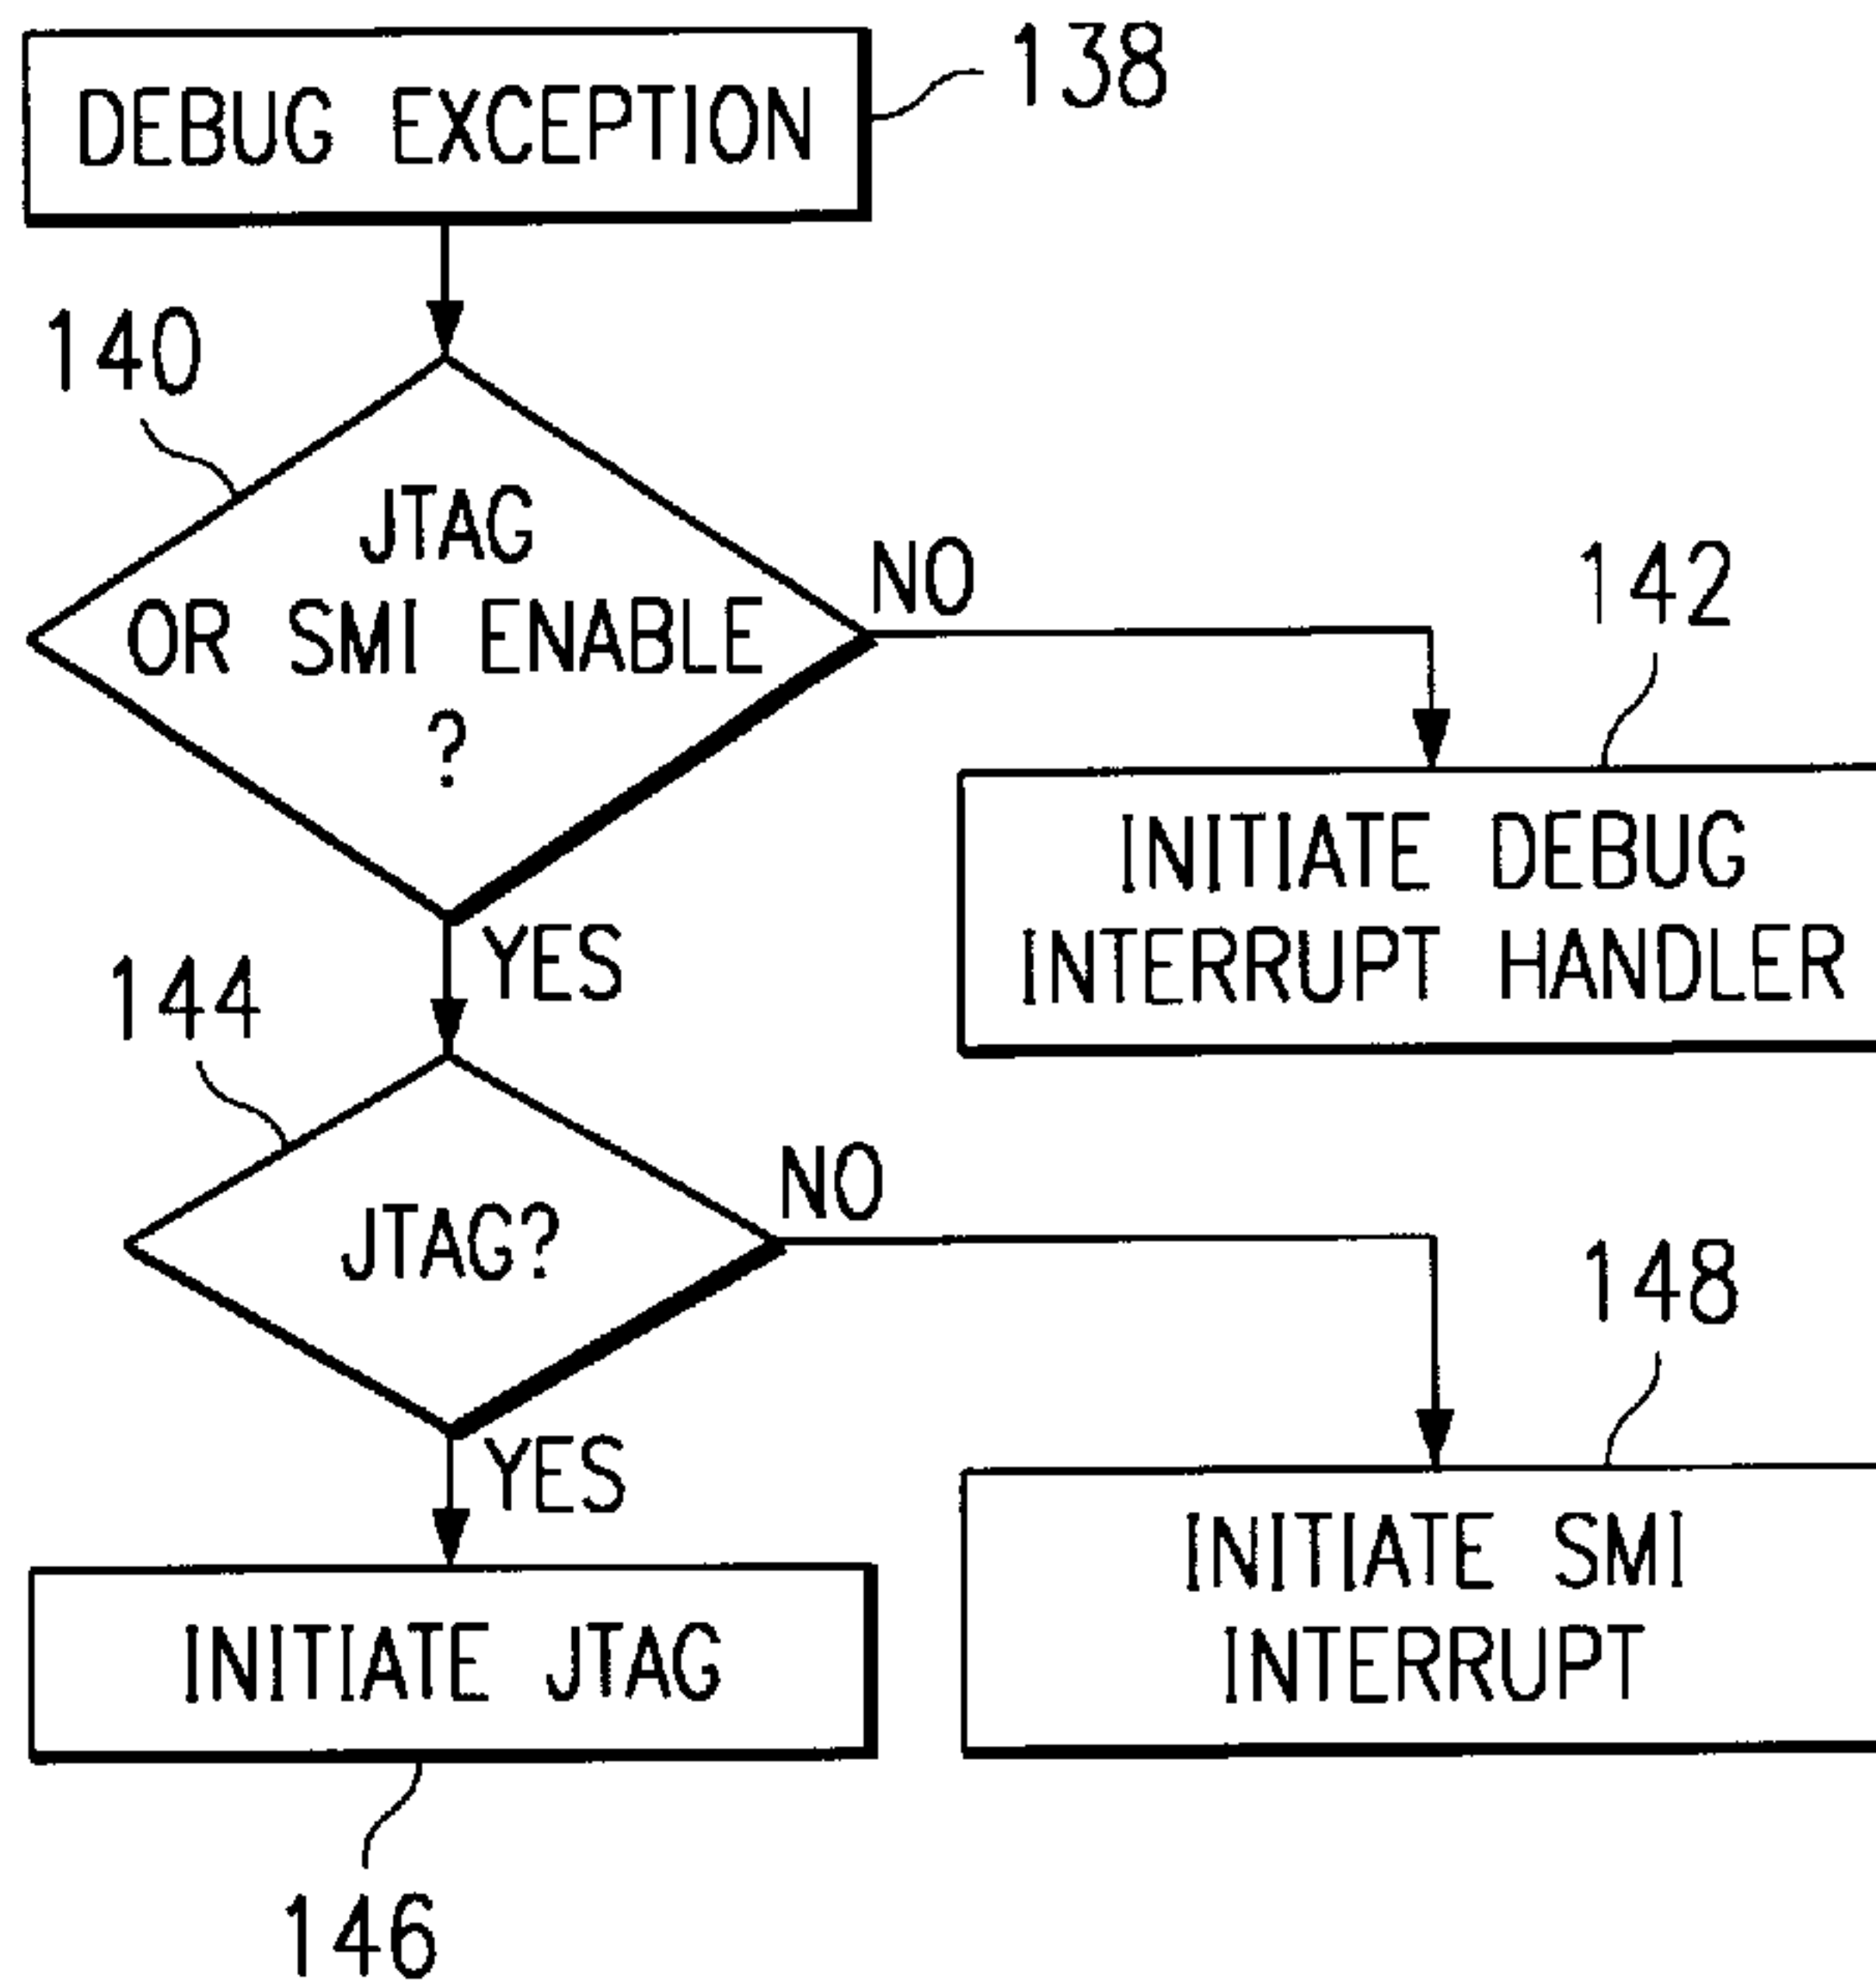 DEBUG EXCEPTION
138
140
JTAG
OR SMI ENABLE
?
NO
142
INITIATE DEBUG
INTERRUPT HANDLER
YES
144
JTAG?
NO
148
INITIATE SMI
INTERRUPT
YES
INITIATE JTAG
146